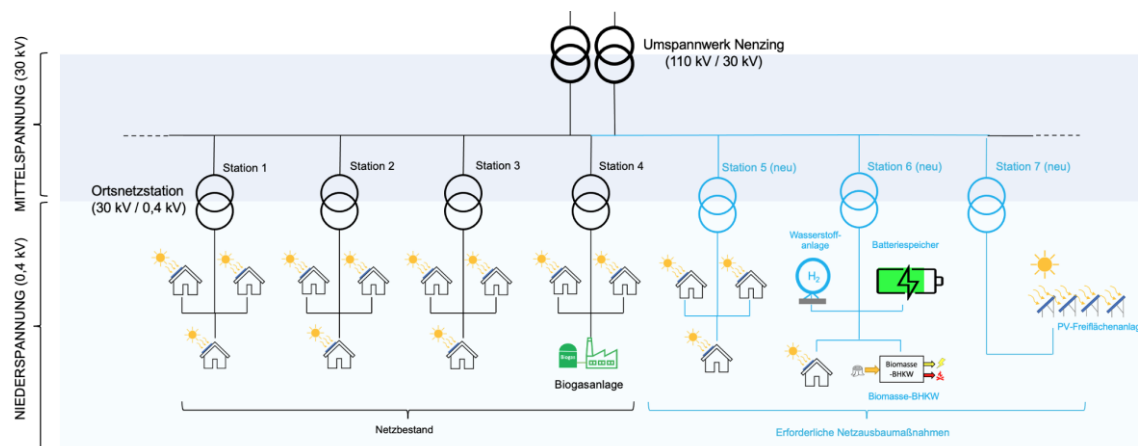 Umspannwerk Nenzing
(110 kV / 30 kV)
MITTELSPANNUNG (30 kV)
Station 1
Station 2
Station 3
Station 4
Station 5 (neu)
Station 6 (neu)
Station 7 (neu)
Ortsnetzstation
(30 kV / 0,4 kV)
NIEDERSPANNUNG (0,4 kV)
Wasserstoff-
anlage
Batteriespeicher
H2
PV-Freiflächenanlage
Biogas
Biogasanlage
Biomasse
-BHKW
Biomasse-BHKW
Netzbestand
Erforderliche Netzausbaumaßnahmen